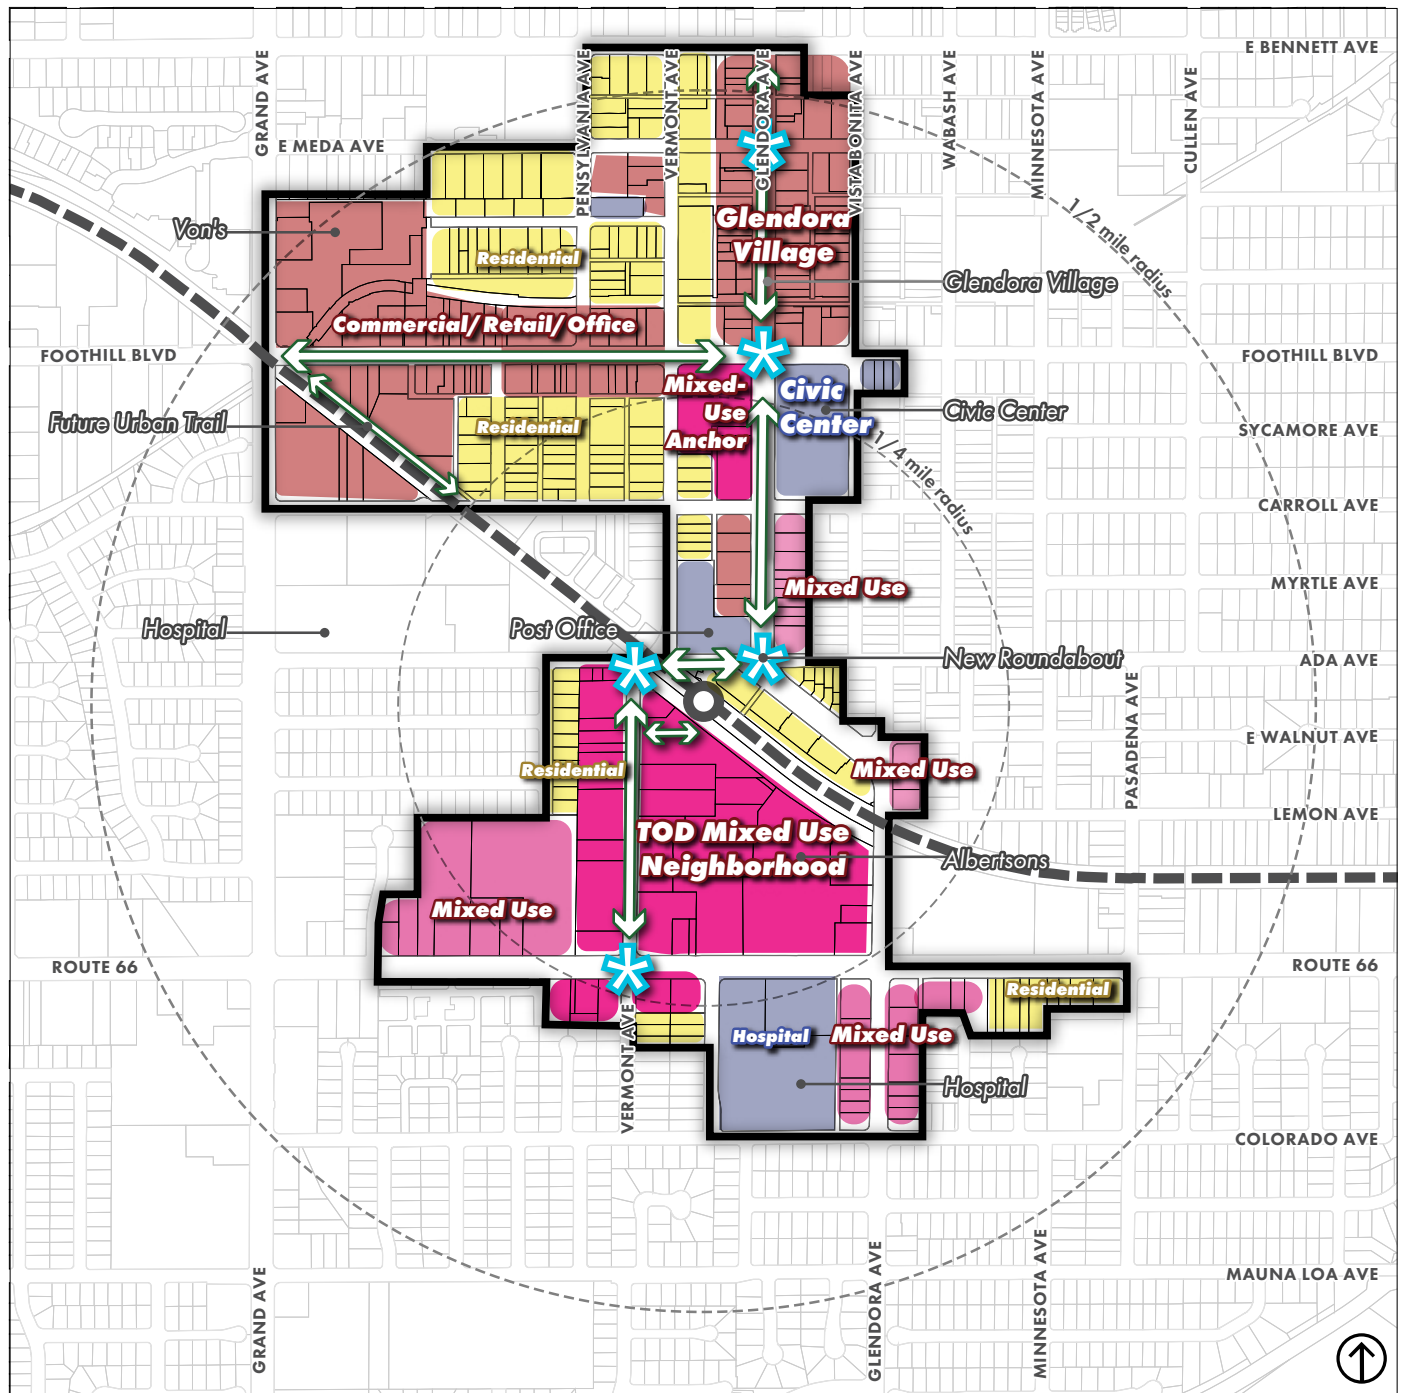 E BENNETT AVE
GRAND AVE
PENSYLVANIA AVE
VERMONT AVE
GLENDORA AVE
VISTA BONITA AVE
WABASH AVE
MINNESOTA AVE
CULLEN AVE
E MEDA AVE
1/2 mile radius
Von's
Glendora
Village
Residential
Glendora Village
Commercial/ Retail/ Office
FOOTHILL BLVD
FOOTHILL BLVD
Mixed-
Use
Anchor
Civic
Center
Civic Center
Future Urban Trail
Residential
SYCAMORE AVE
1/4 mile radius
CARROLL AVE
MYRTLE AVE
Mixed Use
Hospital
Post Office
New Roundabout
ADA AVE
PASADENA AVE
E WALNUT AVE
Residential
Mixed Use
LEMON AVE
TOD Mixed Use
Neighborhood
Albertsons
Mixed Use
ROUTE 66
ROUTE 66
Residential
VERMONT AVE
Hospital
Mixed Use
Hospital
COLORADO AVE
GRAND AVE
GLENDORA AVE
MINNESOTA AVE
MAUNA LOA AVE